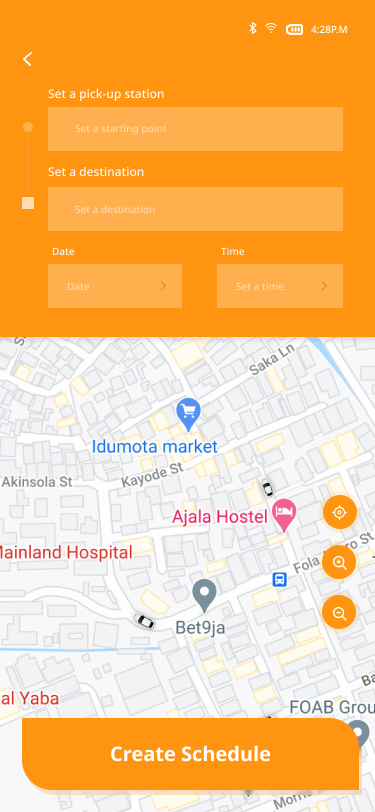 4:28P.M
Set a pick-up station
Set a starting point
Set a destination
Set a destination
Date Time
Date Set a time
Saka Ln
Idumota market
Kayode St
Akinsola St
Ajala Hostel
Mainland Hospital
Fola St
Bet9ja
al Yaba
FOAB Grou
Create Schedule